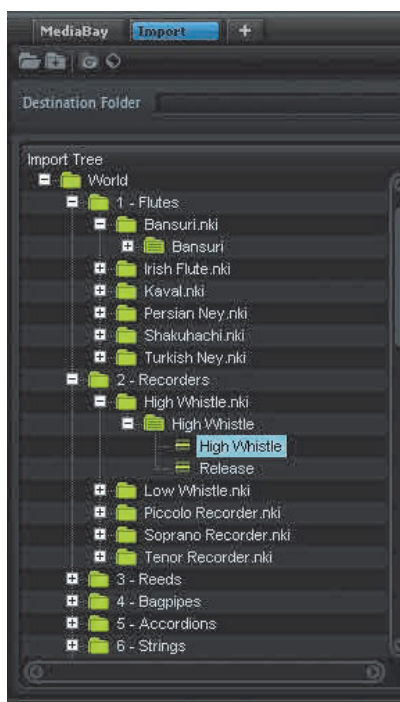 MediaBay Import +
Destination Folder
Import Tree
World
1 - Flutes
Bansuri.nki
Bansuri
Irish Flute.nki
Kaval.nki
Persian Ney.nki
Shakuhachi.nki
Turkish Ney.nki
2 - Recorders
High Whistle.nki
High Whistle
High Whistle
Release
Low Whistle.nki
Piccolo Recorder.nki
Soprano Recorder.nki
Tenor Recorder.nki
3 - Reeds
4 - Bagpipes
5 - Accordions
6 - Strings